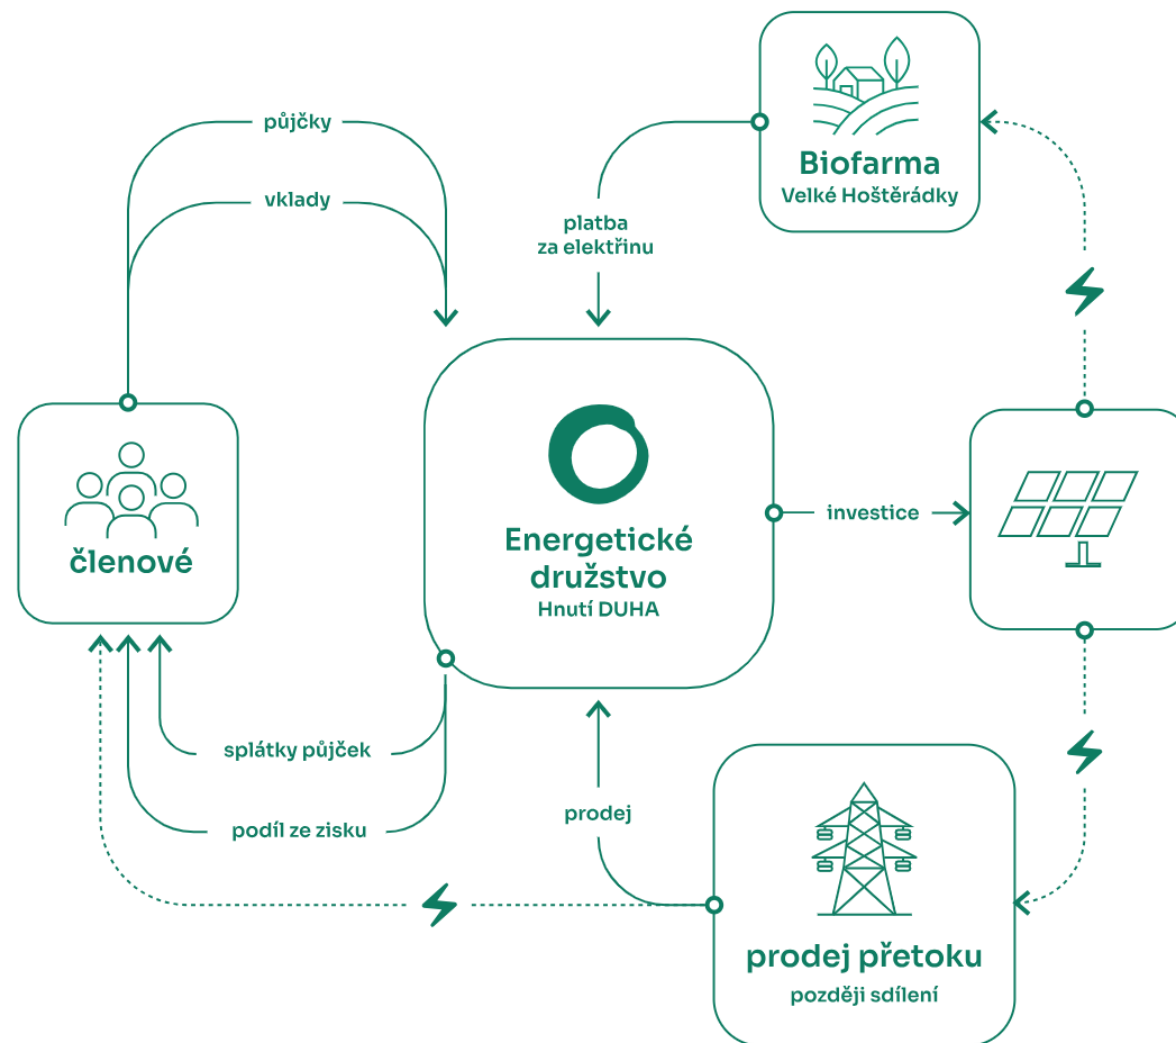 půjčky
vklady
Biofarma
Velké Hoštěrádky
platba
za elektřinu
členové
Energetické
družstvo
Hnutí DUHA
investice
splátky půjček
podíl ze zisku
prodej
prodej přetoku
později sdílení